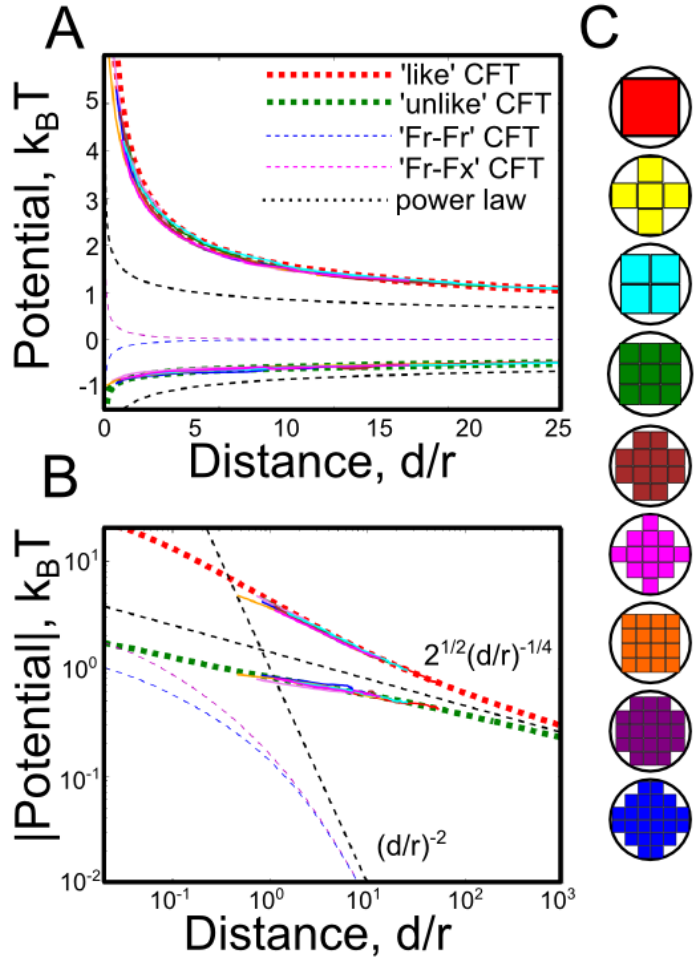 A
C
Potential, k_BT
5
4
3
2
1
0
-1
'like' CFT
'unlike' CFT
'Fr-Fr' CFT
'Fr-Fx' CFT
power law
0 5 10 15 20 25
Distance, d/r
B
|Potential|, k_BT
10^1
10^0
10^-1
10^-2
2^1/2(d/r)^-1/4
(d/r)^-2
10^-1 10^0 10^1 10^2 10^3
Distance, d/r